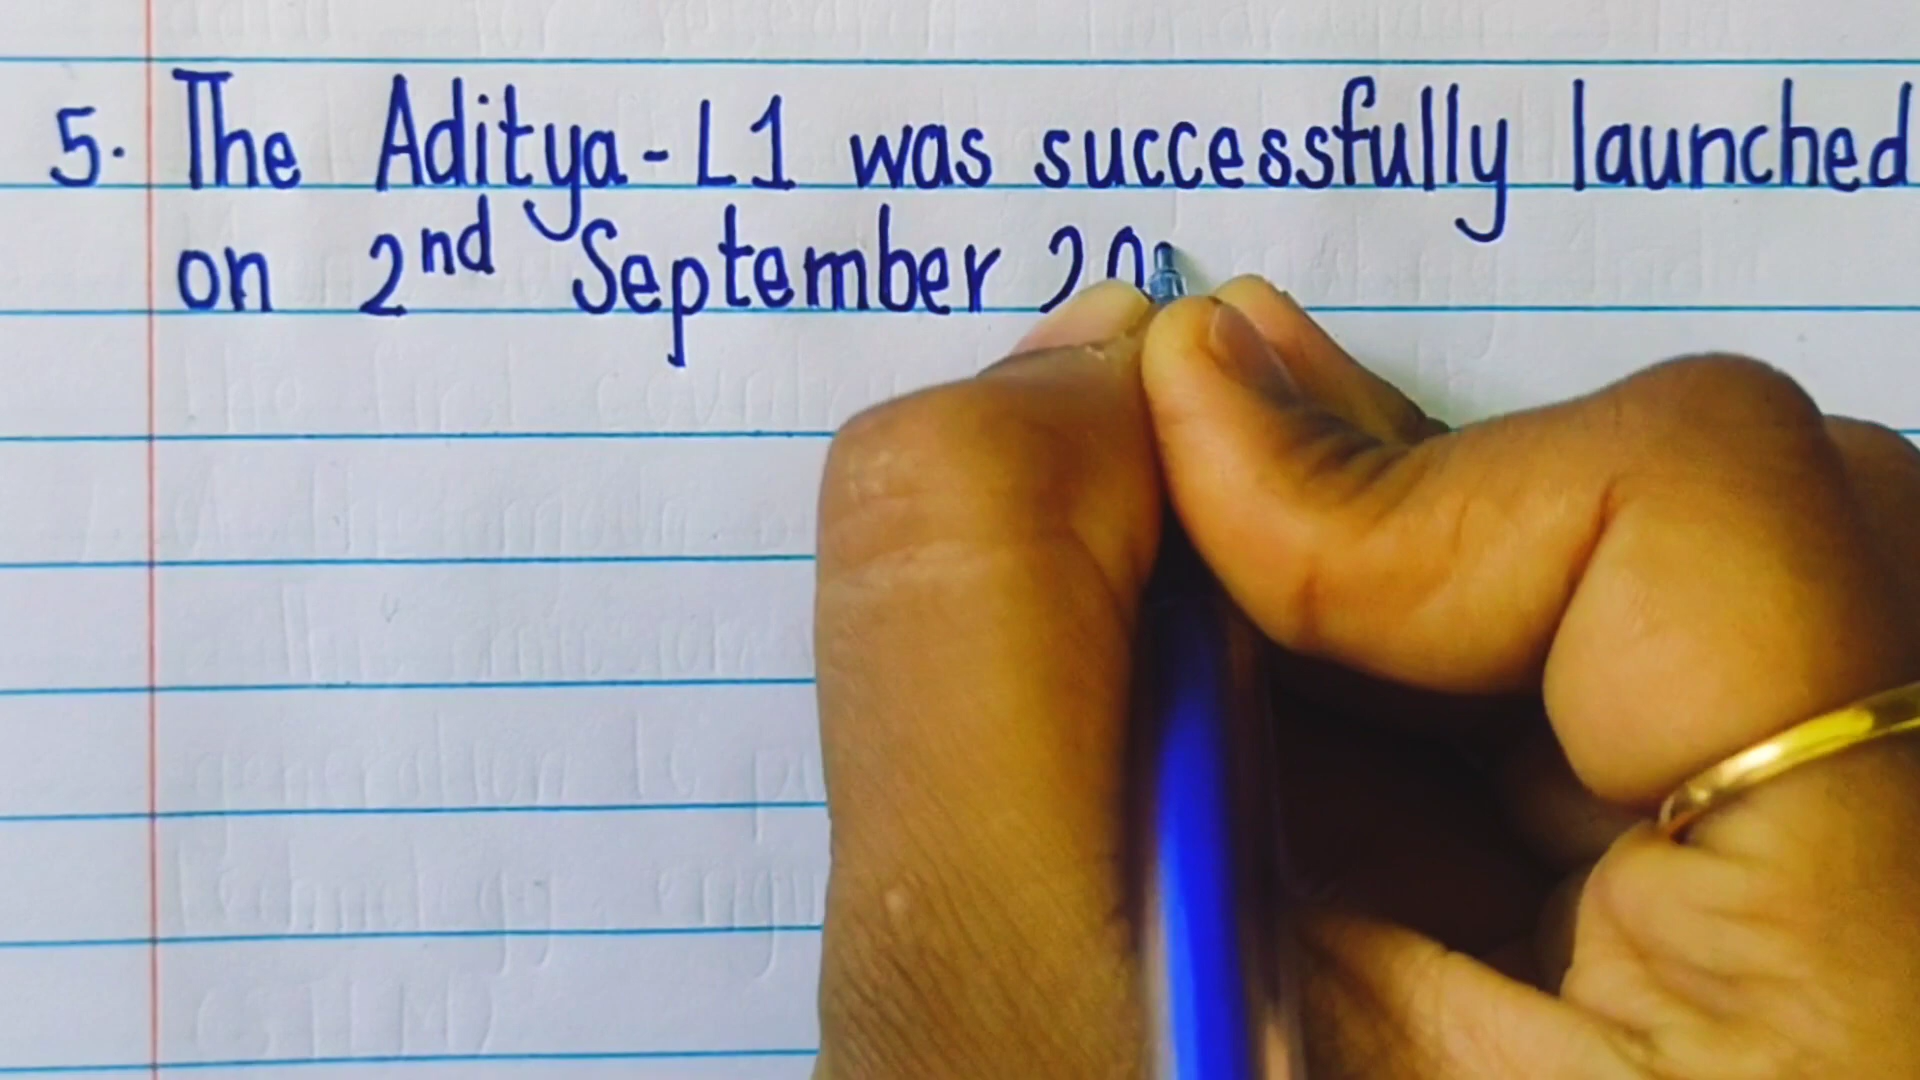 5. The Aditya-L1 was successfully launched
on 2nd September 20